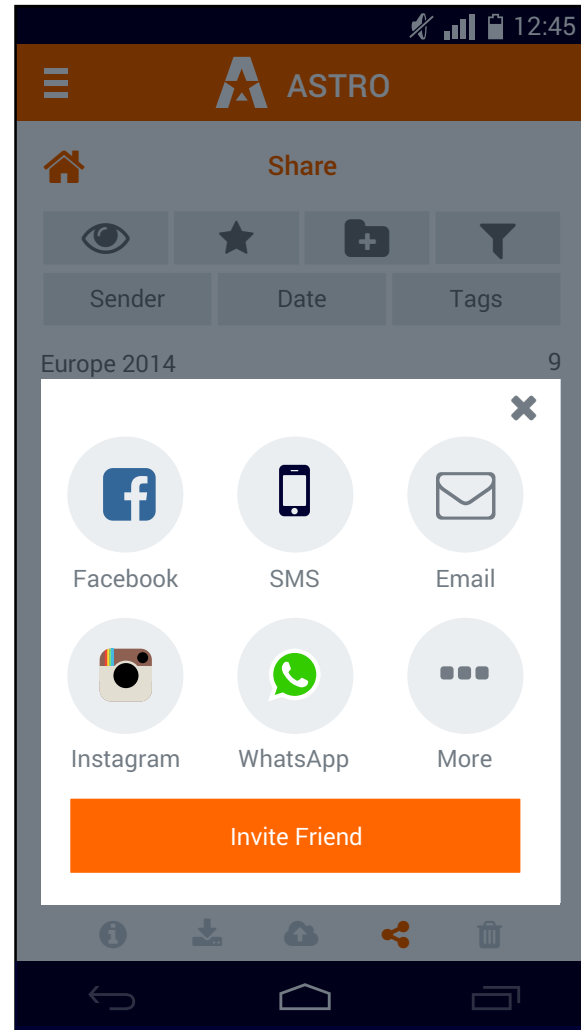 12:45
ASTRO
Share
Sender Date Tags
Europe 2014 9
Facebook SMS Email
Instagram WhatsApp More
Invite Friend